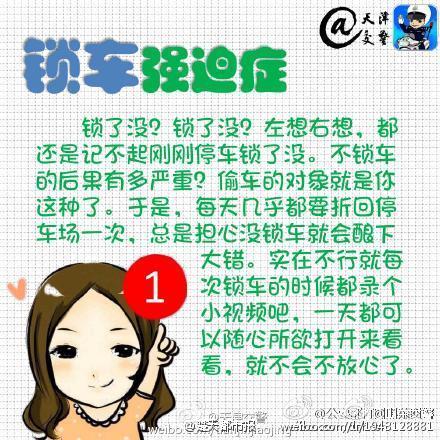 @天津交警
锁车强迫症
锁了没？锁了没？左想右想，都
还是记不起刚刚停车锁了没。不锁车
的后果有多严重？偷车的对象就是你
这种了。于是，每天几乎都要折回停
车场一次，总是担心没锁车就会酿下
大错。实在不行就每
次锁车的时候都录个
小视频吧，一天都可
以随心所欲打开来看
看，就不会不放心了。
1
@天津交警